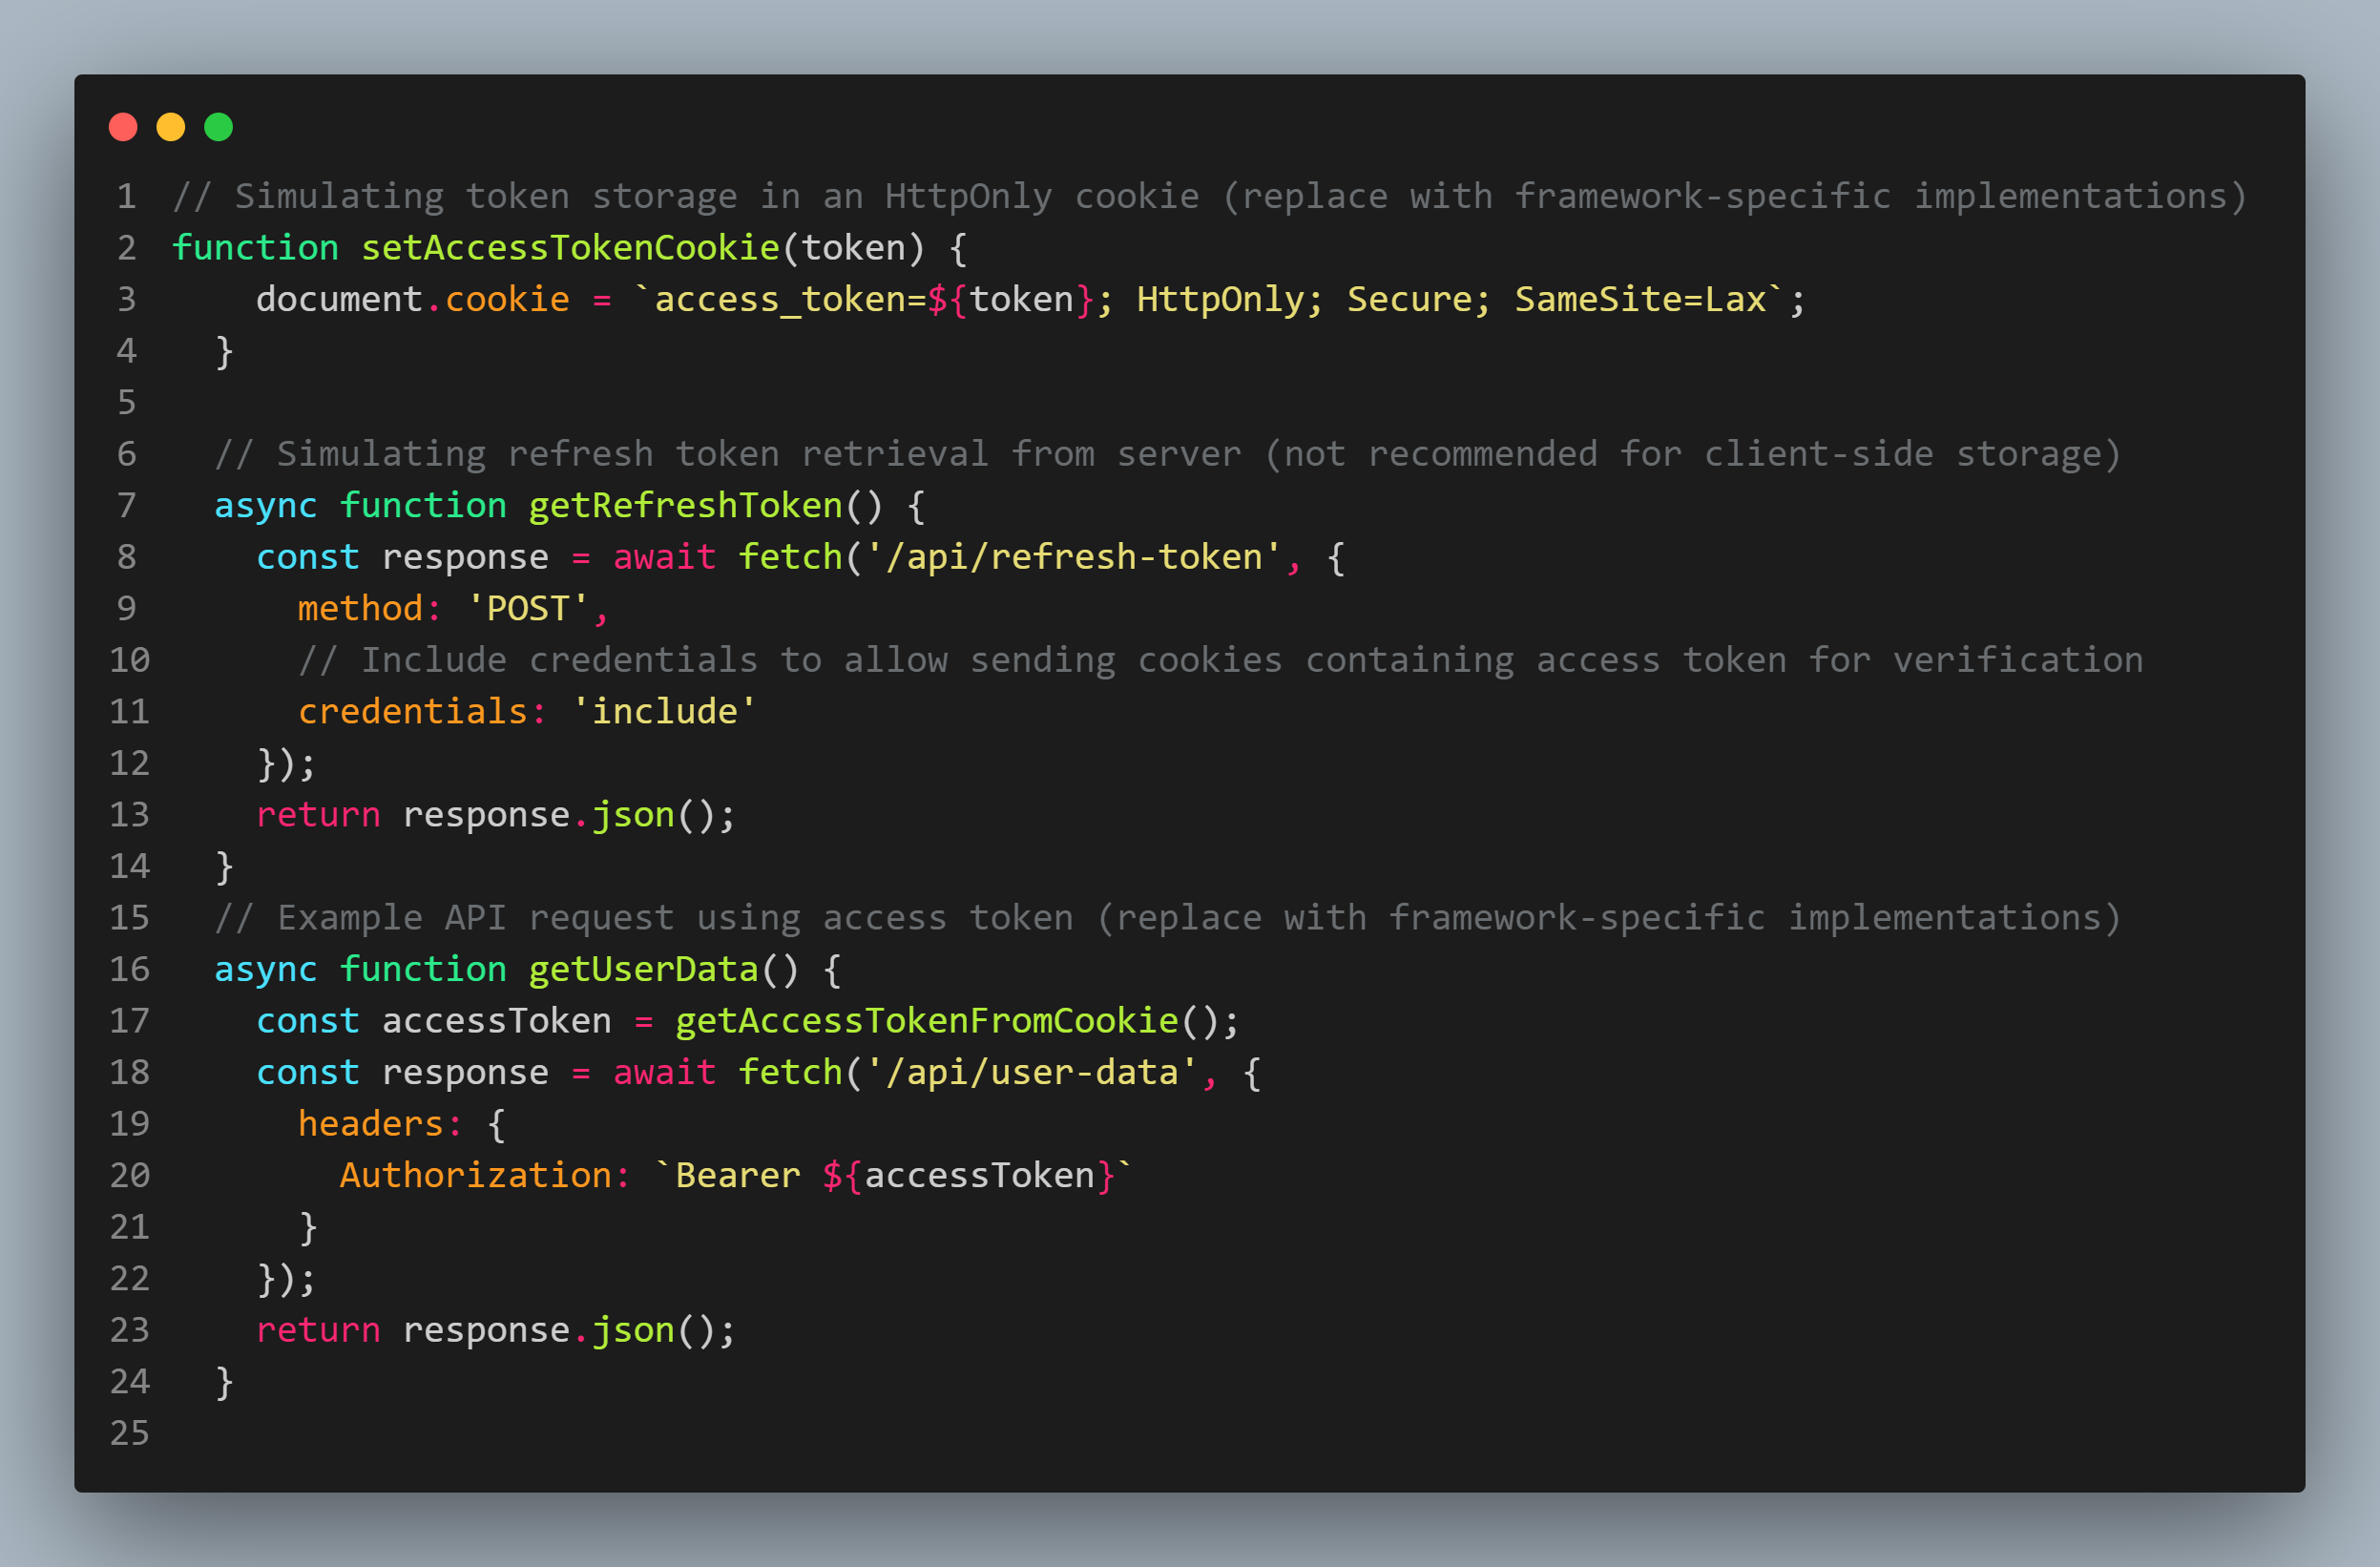 1 // Simulating token storage in an HttpOnly cookie (replace with framework-specific implementations)
2 function setAccessTokenCookie(token) {
3     document.cookie = `access_token=${token}; HttpOnly; Secure; SameSite=Lax`;
4   }
5
6   // Simulating refresh token retrieval from server (not recommended for client-side storage)
7   async function getRefreshToken() {
8     const response = await fetch('/api/refresh-token', {
9       method: 'POST',
10       // Include credentials to allow sending cookies containing access token for verification
11       credentials: 'include'
12     });
13     return response.json();
14   }
15   // Example API request using access token (replace with framework-specific implementations)
16   async function getUserData() {
17     const accessToken = getAccessTokenFromCookie();
18     const response = await fetch('/api/user-data', {
19       headers: {
20         Authorization: `Bearer ${accessToken}`
21       }
22     });
23     return response.json();
24   }
25